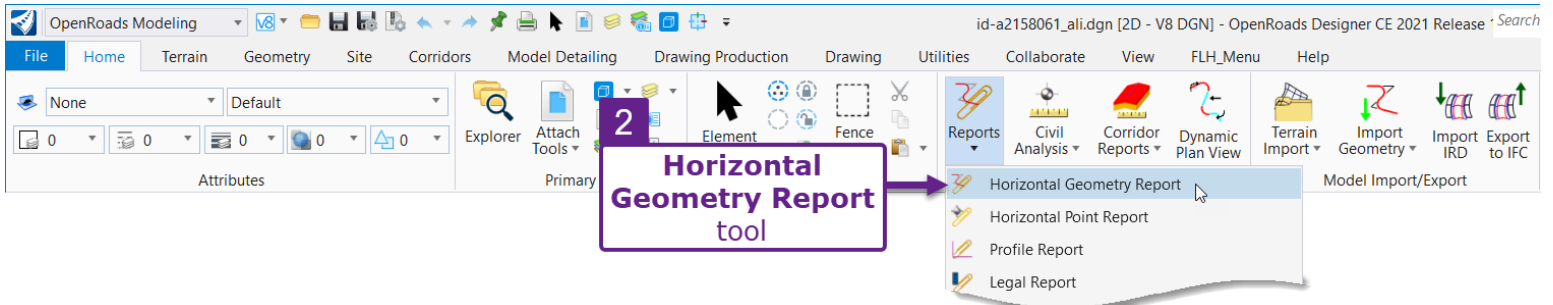 OpenRoads Modeling
V8
id-a2158061_ali.dgn [2D - V8 DGN] - OpenRoads Designer CE 2021 Release
Search
File Home Terrain Geometry Site Corridors Model Detailing Drawing Production Drawing Utilities Collaborate View FLH_Menu Help
None Default
0 0 0 0 0
Attributes
Explorer
Attach
Tools
Primary
Element
Fence
Reports
Civil
Analysis
Corridor
Reports
Dynamic
Plan View
Terrain
Import
Import
Geometry
Import
IRD
Export
to IFC
Model Import/Export
2
Horizontal
Geometry Report
tool
Horizontal Geometry Report
Horizontal Point Report
Profile Report
Legal Report